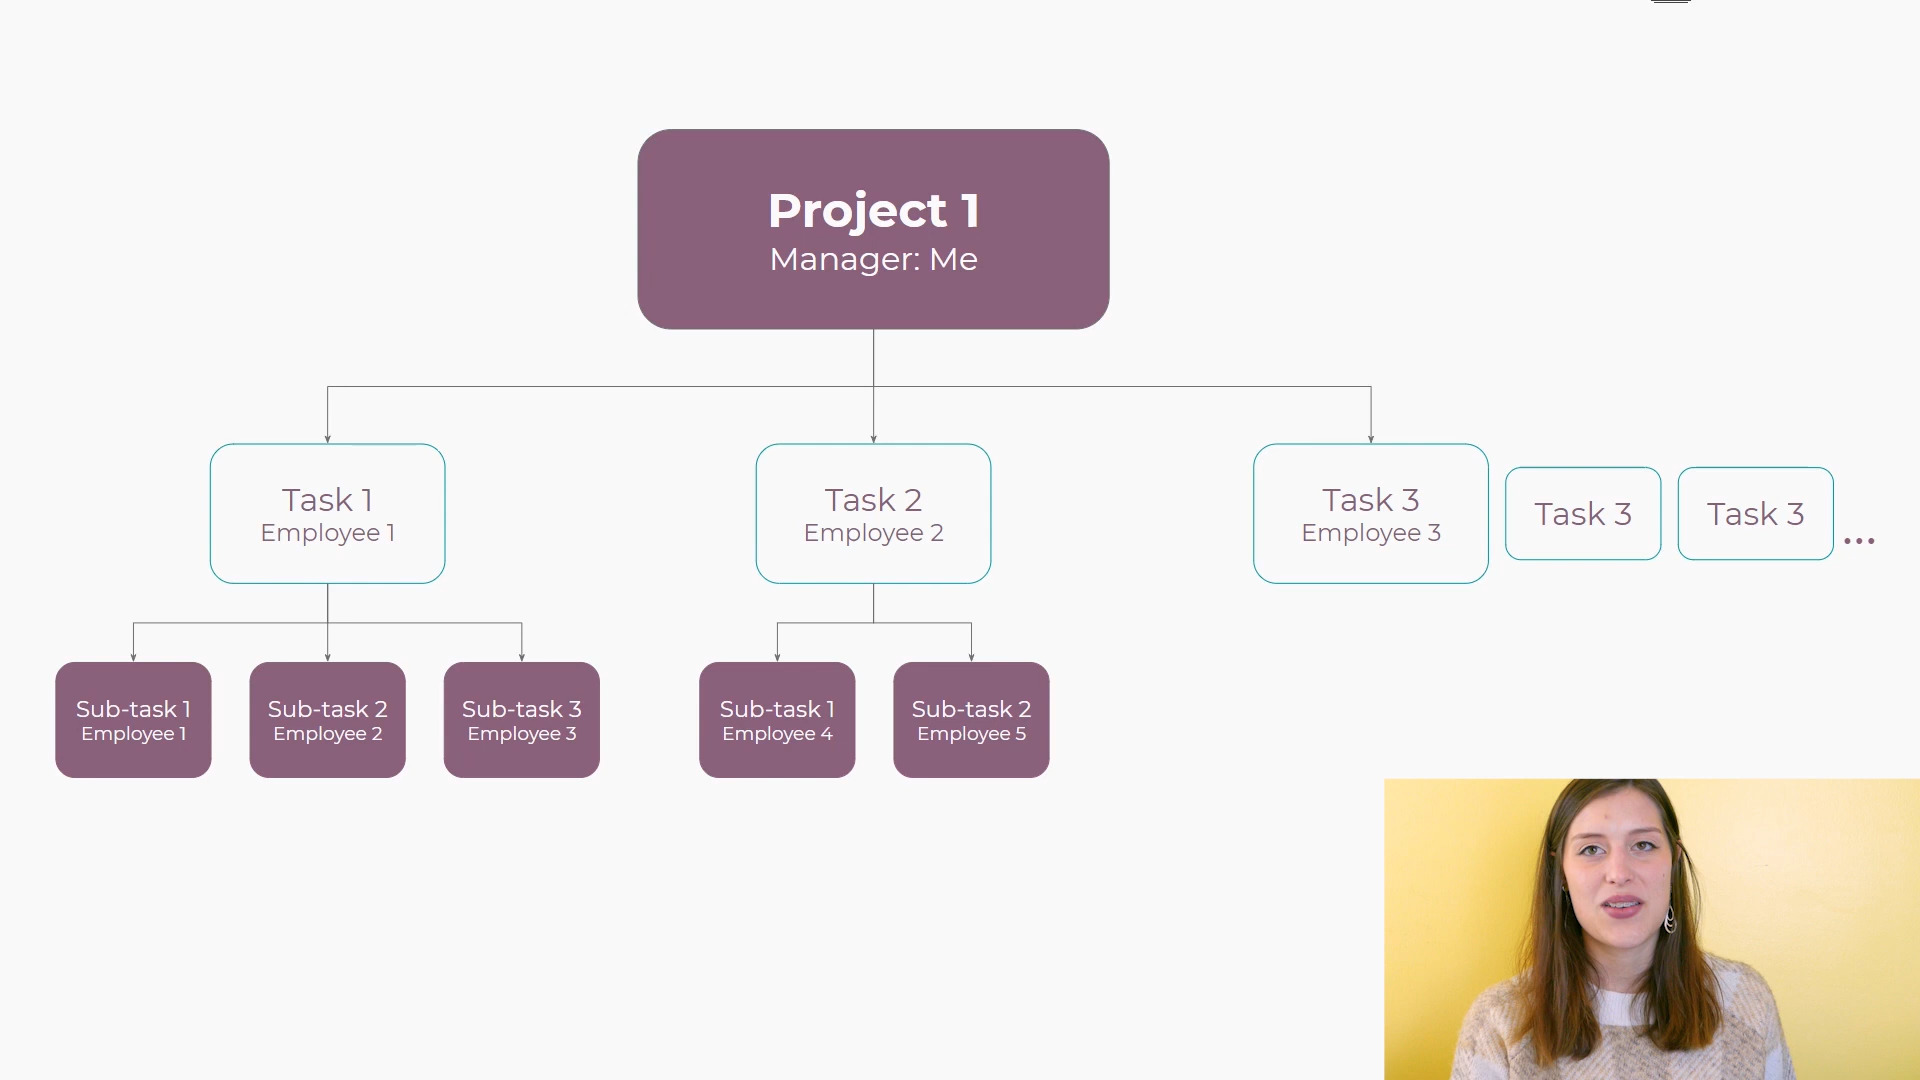 Project 1
Manager: Me
Task 1
Employee 1
Task 2
Employee 2
Task 3
Employee 3
Task 3
Task 3
...
Sub-task 1
Employee 1
Sub-task 2
Employee 2
Sub-task 3
Employee 3
Sub-task 1
Employee 4
Sub-task 2
Employee 5